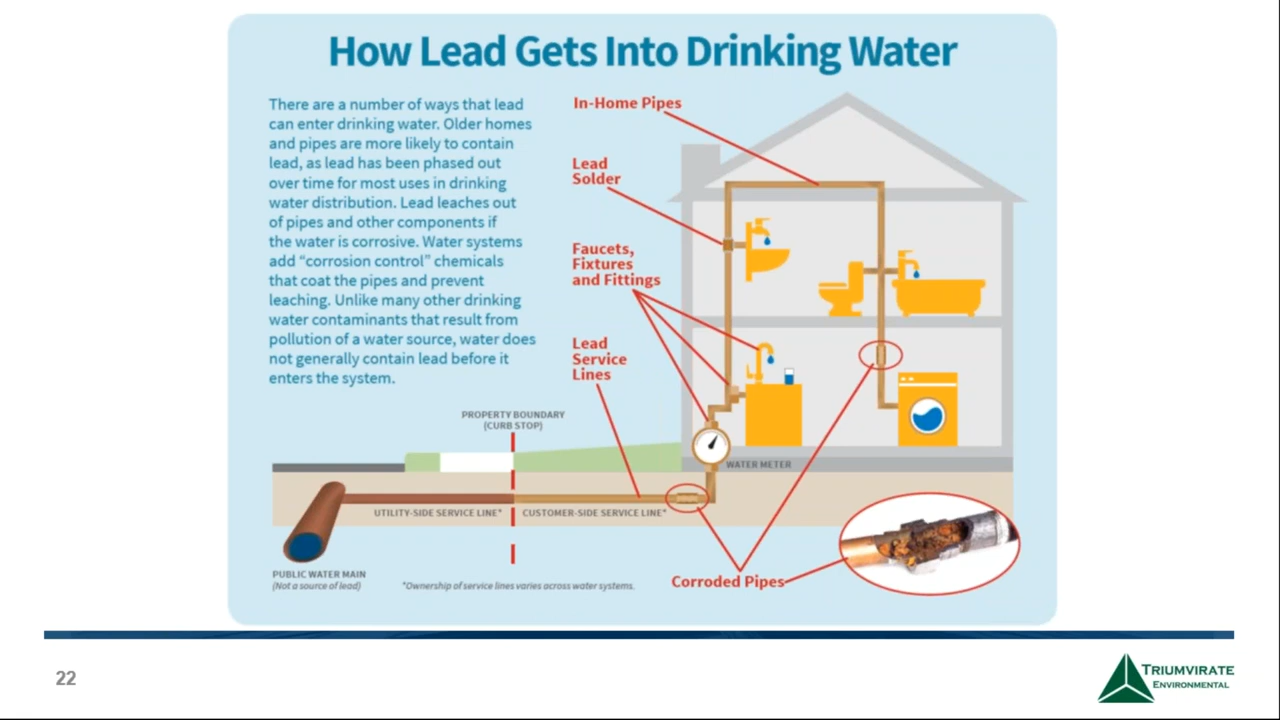 How Lead Gets Into Drinking Water
There are a number of ways that lead
can enter drinking water. Older homes
and pipes are more likely to contain
lead, as lead has been phased out
over time for most uses in drinking
water distribution. Lead leaches out
of pipes and other components if
the water is corrosive. Water systems
add “corrosion control” chemicals
that coat the pipes and prevent
leaching. Unlike many other drinking
water contaminants that result from
pollution of a water source, water does
not generally contain lead before it
enters the system.
In-Home Pipes
Lead
Solder
Faucets,
Fixtures
and Fittings
Lead
Service
Lines
PROPERTY BOUNDARY
(CURB STOP)
WATER METER
UTILITY-SIDE SERVICE LINE*
CUSTOMER-SIDE SERVICE LINE*
PUBLIC WATER MAIN
(Not a source of lead)
*Ownership of service lines varies across water systems.
Corroded Pipes
22
TRIUMVIRATE
ENVIRONMENTAL